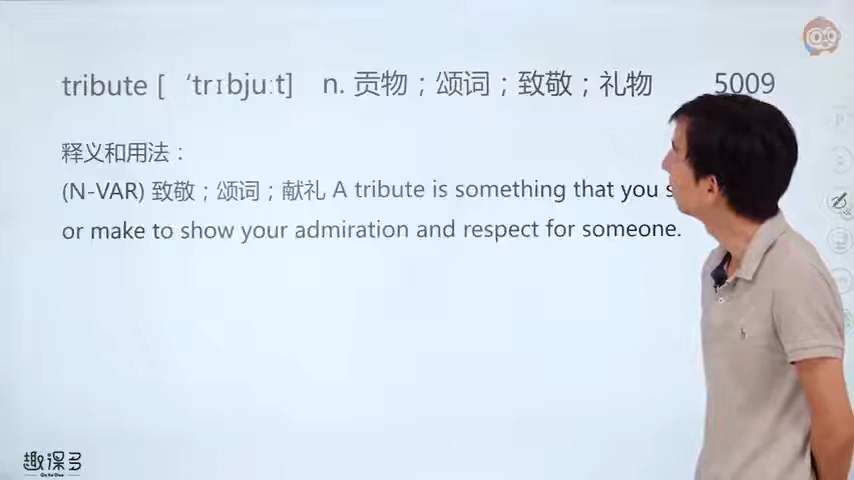 tribute [ ‘trɪbjuːt] n. 贡物；颂词；致敬；礼物 5009
释义和用法：
(N-VAR) 致敬；颂词；献礼 A tribute is something that you
or make to show your admiration and respect for someone.
趣课多